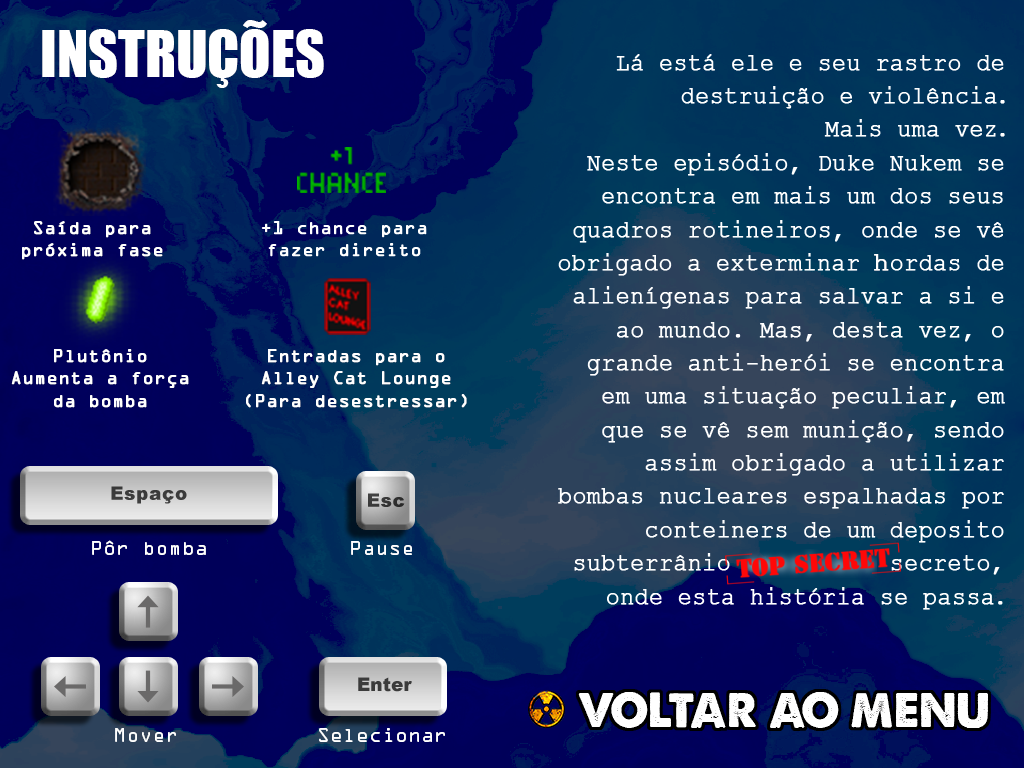 INSTRUÇÕES
+1
CHANCE
Saída para
próxima fase
+1 chance para
fazer direito
ALLEY
CAT
LOUNGE
Plutônio
Aumenta a força
da bomba
Entradas para o
Alley Cat Lounge
(Para desestressar)
Espaço
Pôr bomba
Esc
Pause
Mover
Enter
Selecionar
Lá está ele e seu rastro de
destruição e violência.
Mais uma vez.
Neste episódio, Duke Nukem se
encontra em mais um dos seus
quadros rotineiros, onde se vê
obrigado a exterminar hordas de
alienígenas para salvar a si e
ao mundo. Mas, desta vez, o
grande anti-herói se encontra
em uma situação peculiar, em
que se vê sem munição, sendo
assim obrigado a utilizar
bombas nucleares espalhadas por
conteiners de um deposito
subterrânio TOP SECRET secreto,
onde esta história se passa.
VOLTAR AO MENU